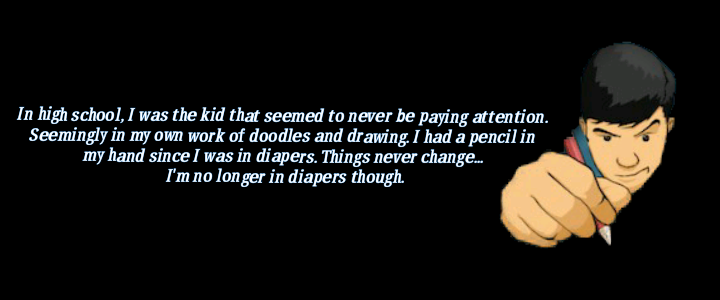 In high school, I was the kid that seemed to never be paying attention.
Seemingly in my own work of doodles and drawing. I had a pencil in
my hand since I was in diapers. Things never change...
I'm no longer in diapers though.